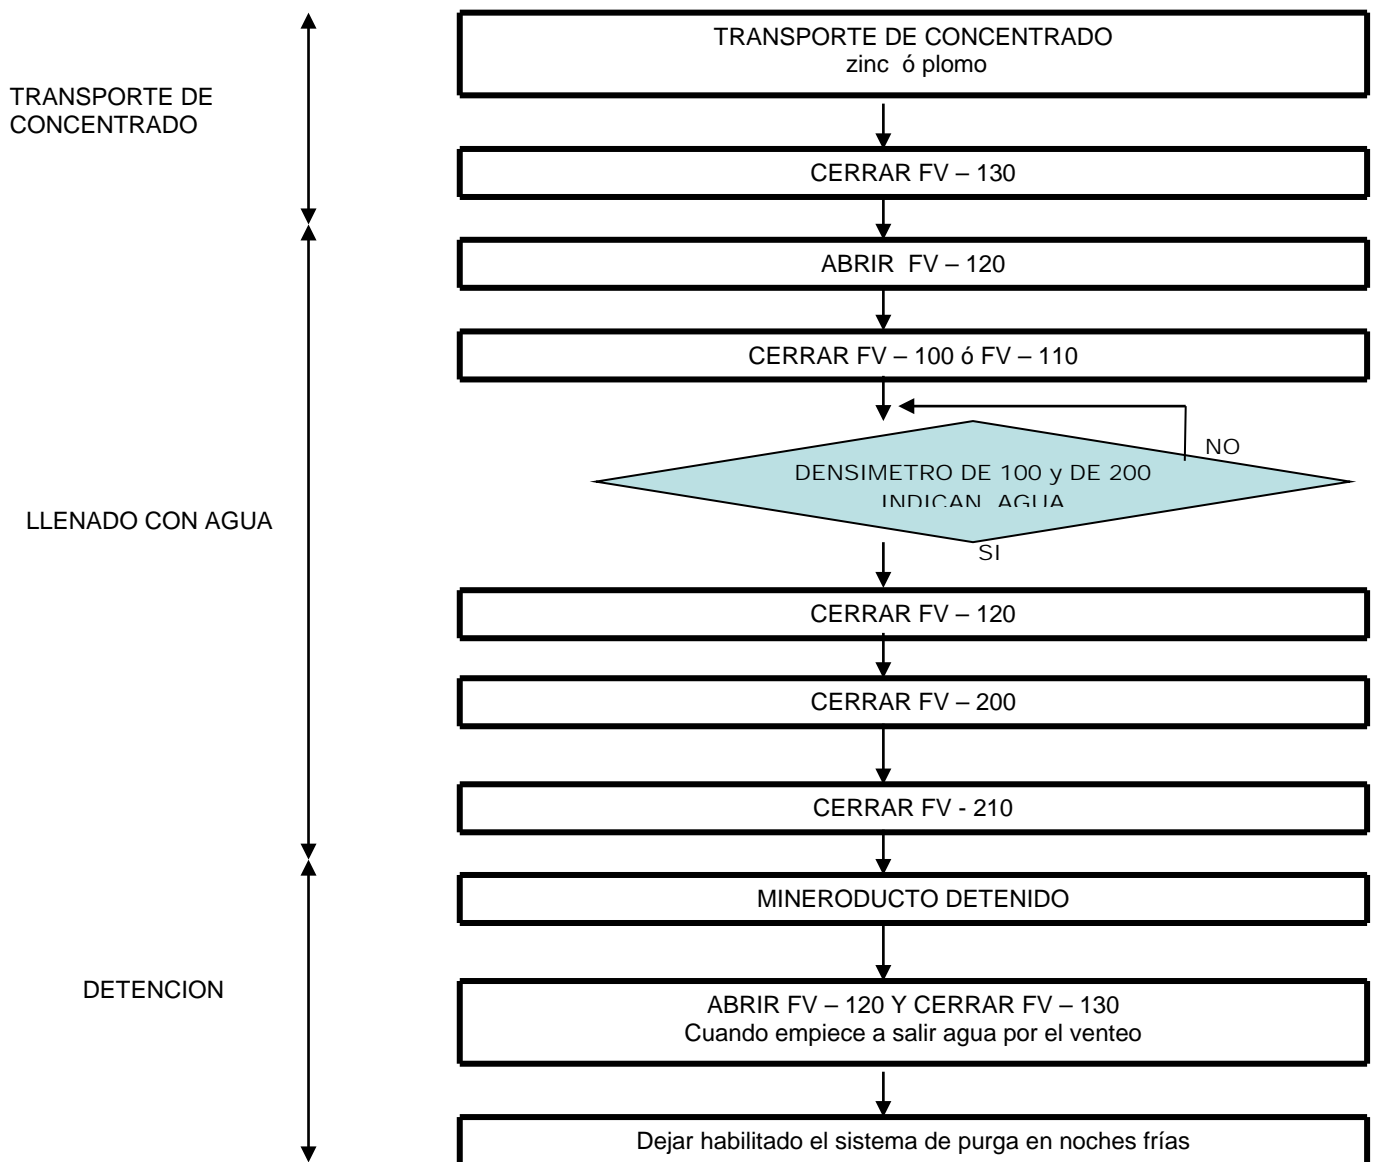 TRANSPORTE DE CONCENTRADO
zinc ó plomo
TRANSPORTE DE
CONCENTRADO
CERRAR FV – 130
ABRIR FV – 120
CERRAR FV – 100 ó FV – 110
NO
DENSIMETRO DE 100 y DE 200
INDICAN AGUA
LLENADO CON AGUA
SI
CERRAR FV – 120
CERRAR FV – 200
CERRAR FV - 210
MINERODUCTO DETENIDO
DETENCION
ABRIR FV – 120 Y CERRAR FV – 130
Cuando empiece a salir agua por el venteo
Dejar habilitado el sistema de purga en noches frías